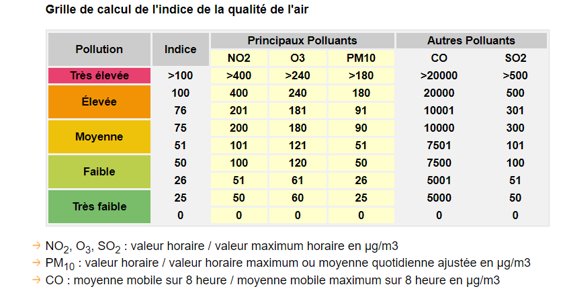 Grille de calcul de l'indice de la qualité de l'air
Pollution Indice Principaux Polluants Autres Polluants
NO2 O3 PM10 CO SO2
Très élevée >100 >400 >240 >180 >20000 >500
Élevée 100 400 240 180 20000 500
76 201 181 91 10001 301
Moyenne 75 200 180 90 10000 300
51 101 121 51 7501 101
Faible 50 100 120 50 7500 100
26 51 61 26 5001 51
Très faible 25 50 60 25 5000 50
0 0 0 0 0 0
→ NO2, O3, SO2 : valeur horaire / valeur maximum horaire en µg/m3
→ PM10 : valeur horaire / valeur horaire maximum ou moyenne quotidienne ajustée en µg/m3
→ CO : moyenne mobile sur 8 heure / moyenne mobile maximum sur 8 heure en µg/m3